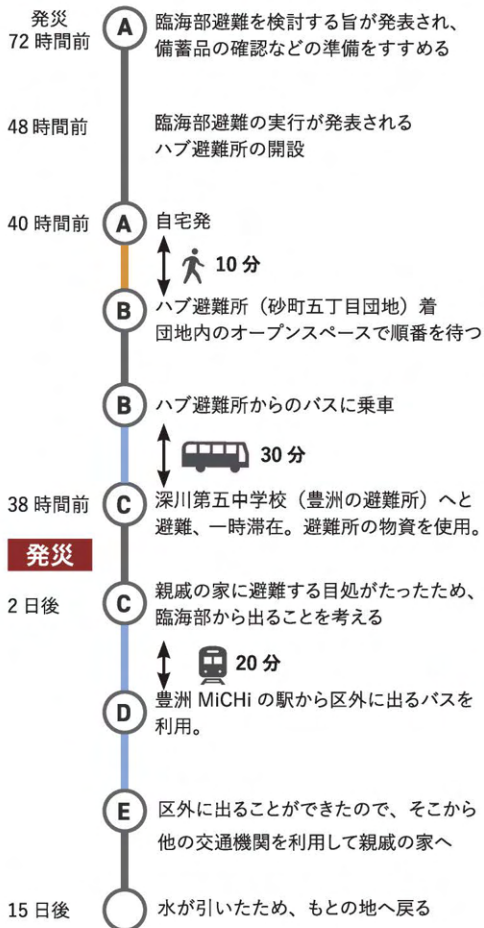 発災
72 時間前
A
臨海部避難を検討する旨が発表され、
備蓄品の確認などの準備をすすめる
48 時間前
臨海部避難の実行が発表される
ハブ避難所の開設
40 時間前
A
自宅発
10 分
B
ハブ避難所（砂町五丁目団地）着
団地内のオープンスペースで順番を待つ
B
ハブ避難所からのバスに乗車
30 分
38 時間前
C
深川第五中学校（豊洲の避難所）へと
避難、一時滞在。避難所の物資を使用。
発災
2 日後
C
親戚の家に避難する目処がたったため、
臨海部から出ることを考える
20 分
D
豊洲 MiCHi の駅から区外に出るバスを
利用。
E
区外に出ることができたので、そこから
他の交通機関を利用して親戚の家へ
15 日後
水が引いたため、もとの地へ戻る